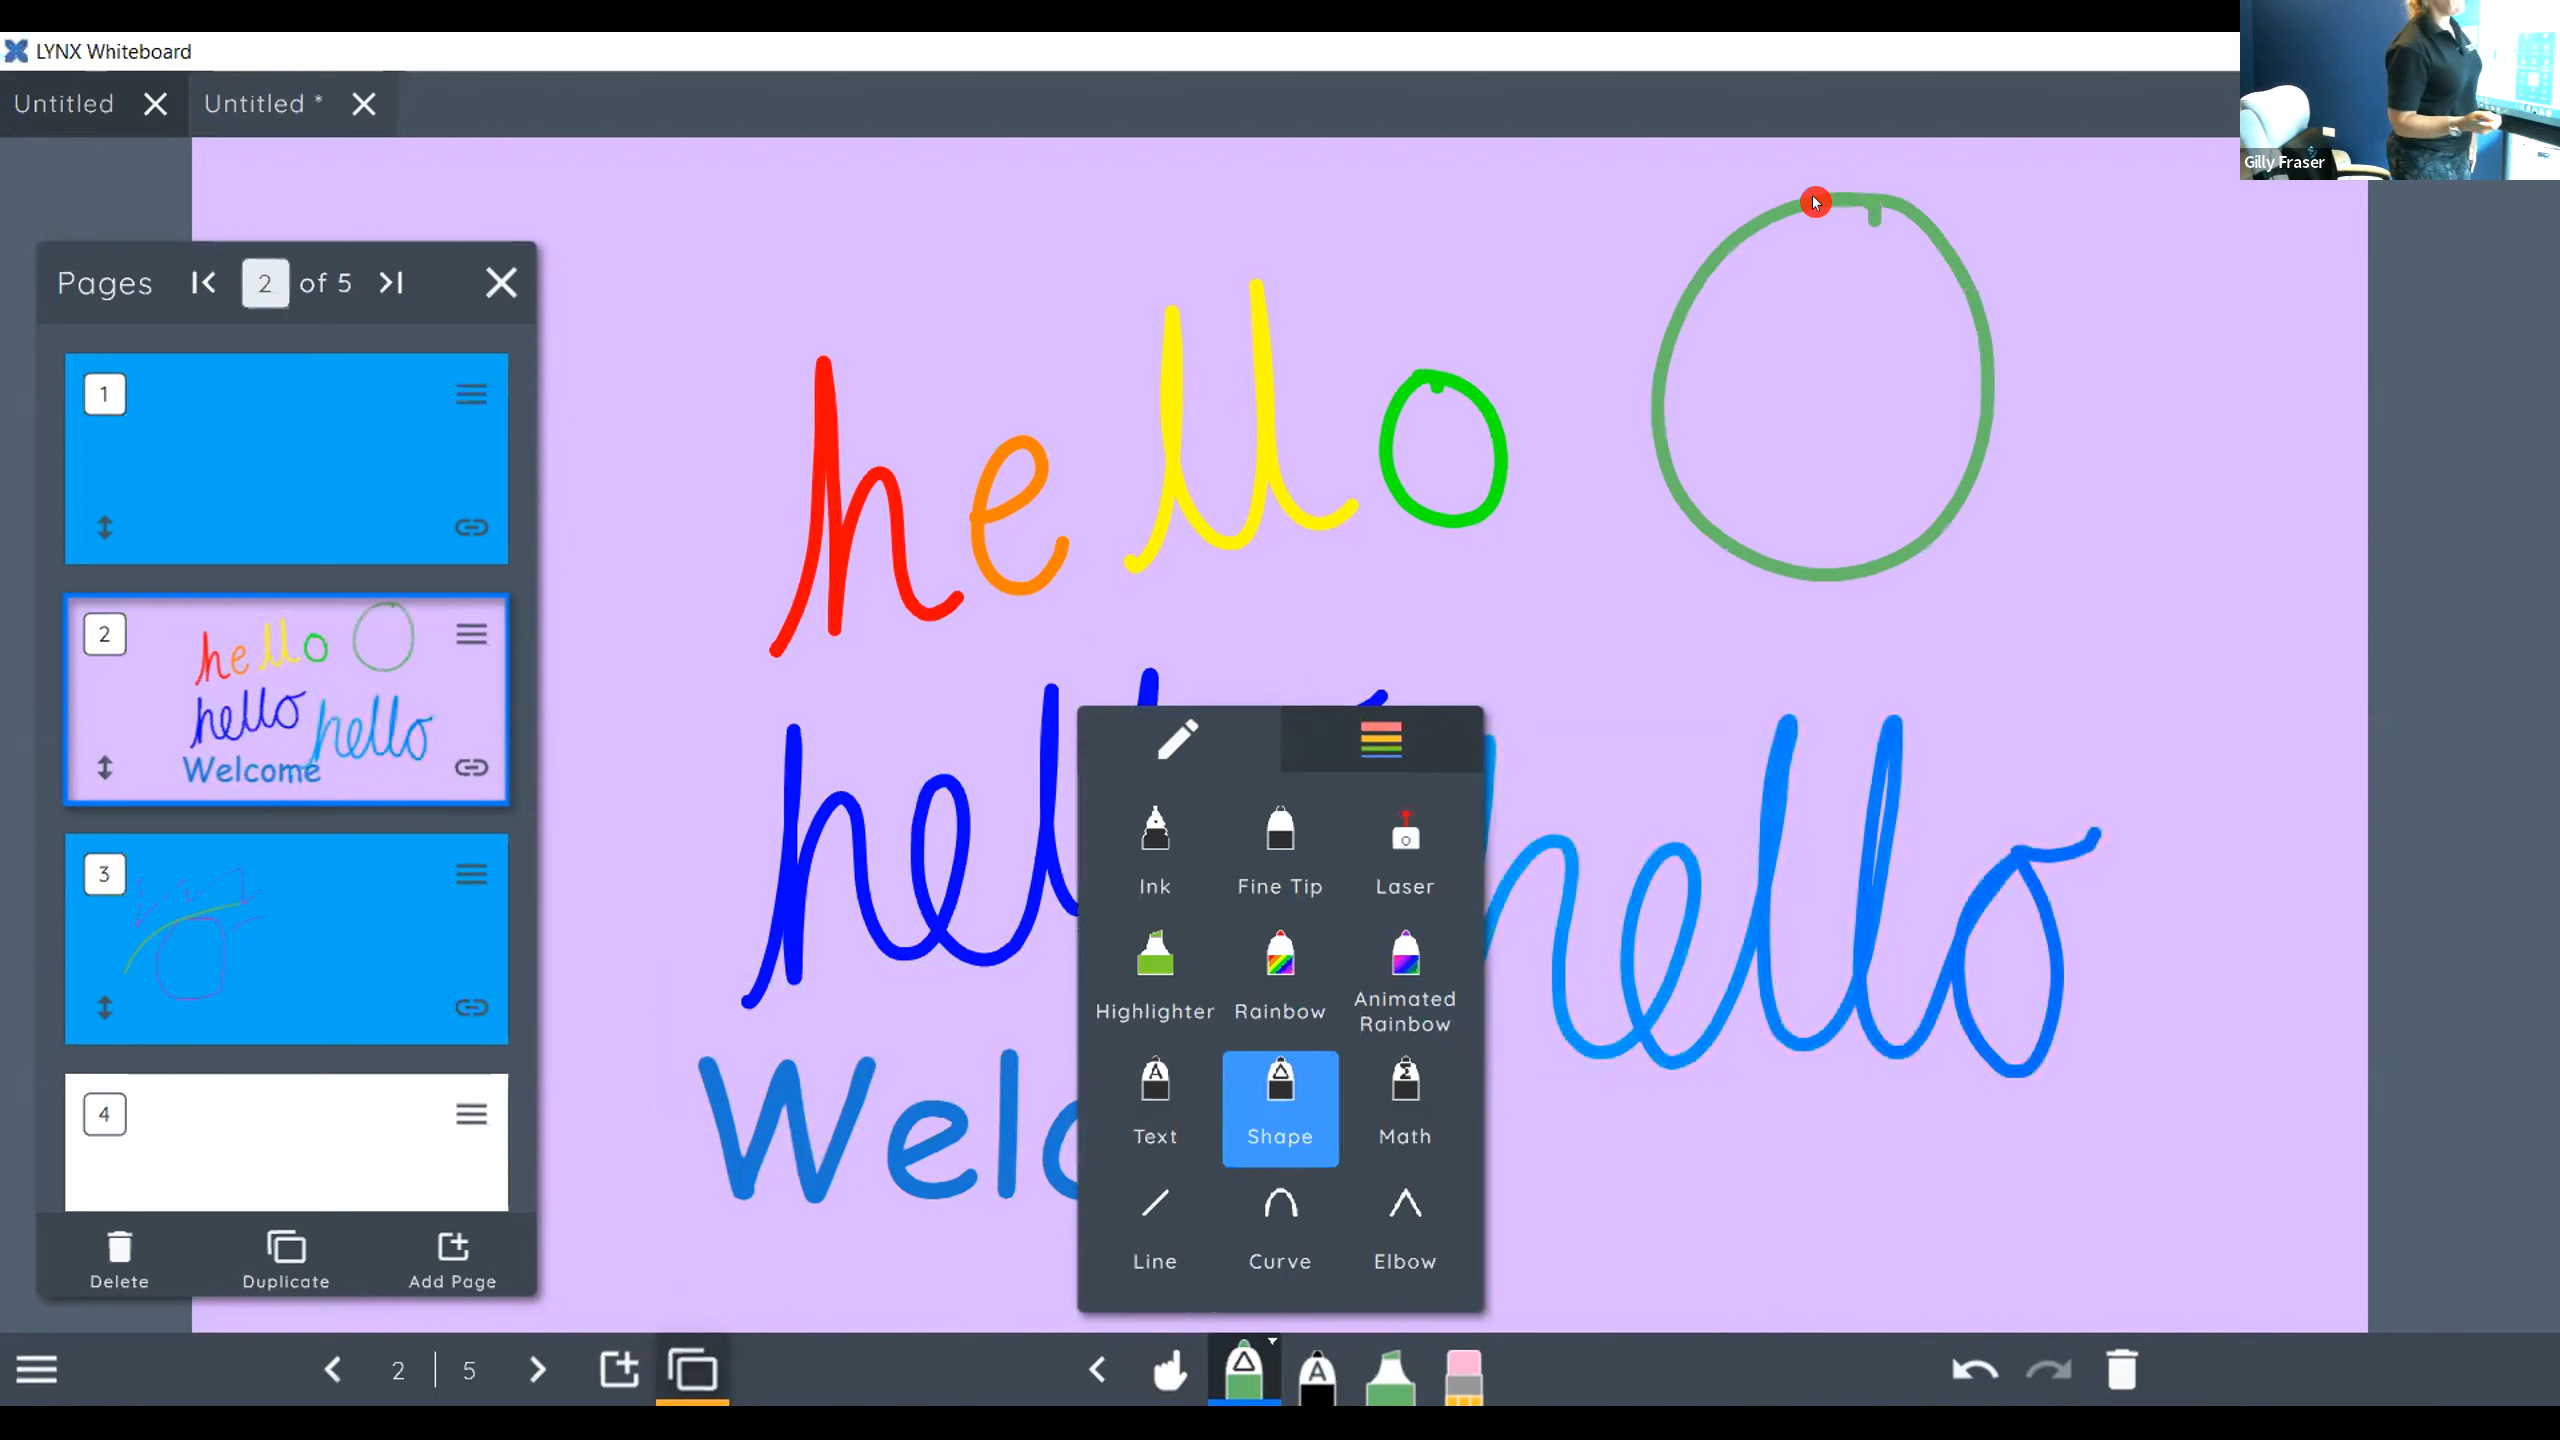 LYNX Whiteboard
Untitled
Untitled *
Gilly Fraser
Pages 2 of 5
1
2
hello
hello hello
Welcome
3
4
Delete Duplicate Add Page
hello
hel hello
Welc
Ink Fine Tip Laser
Highlighter Rainbow Animated Rainbow
Text Shape Math
Line Curve Elbow
2 | 5